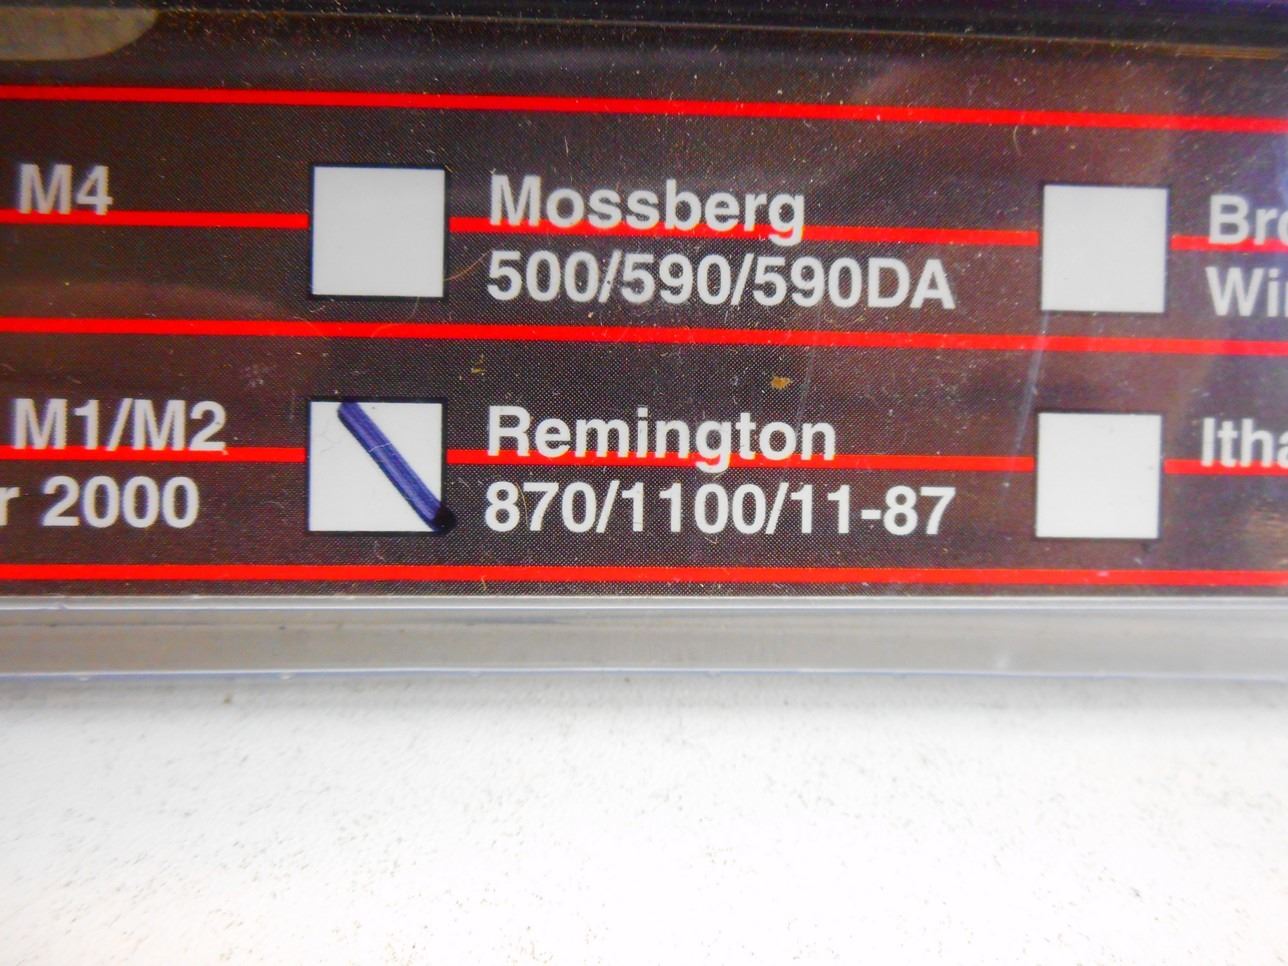 M4
Mossberg
500/590/590DA
M1/M2
2000
Remington
870/1100/11-87